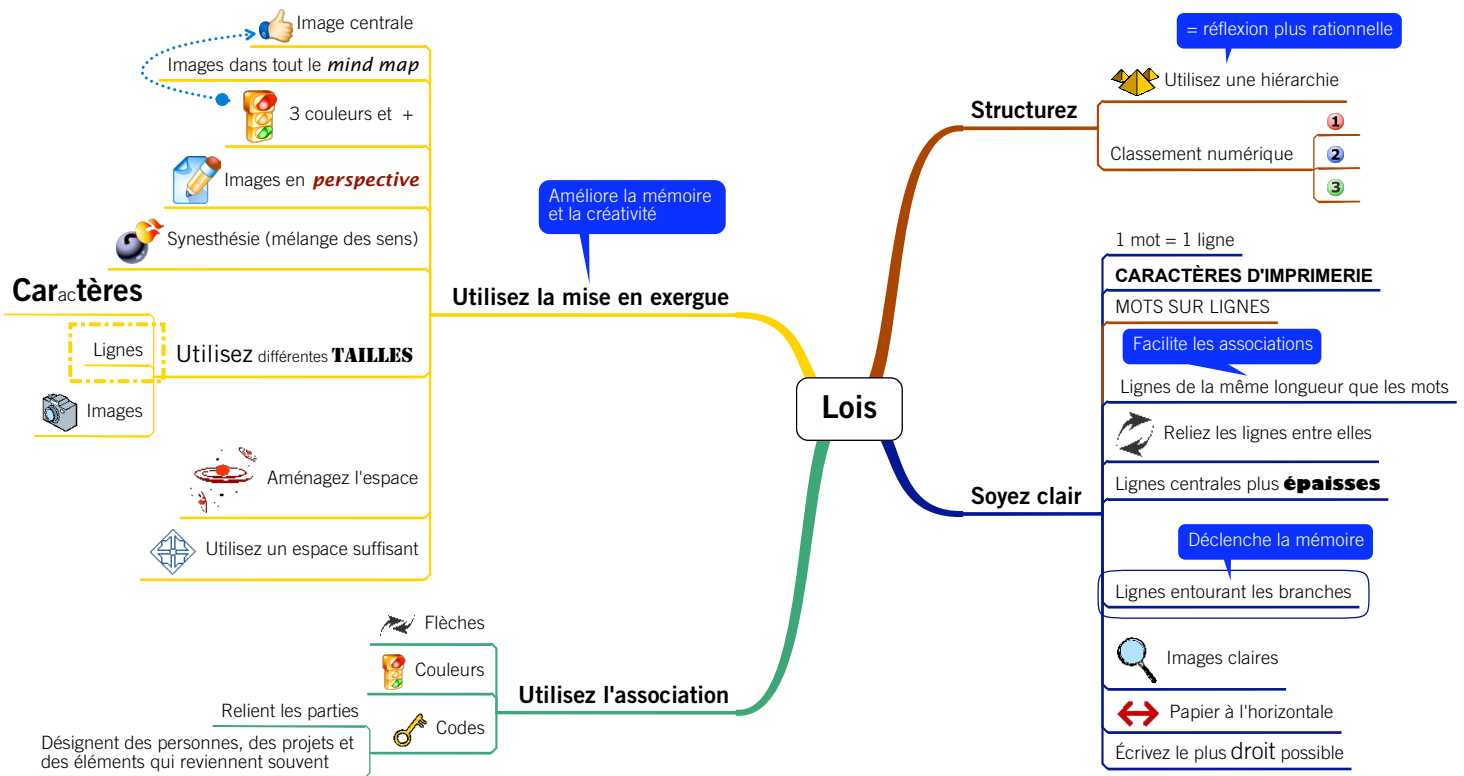 Lois
Structurez
= réflexion plus rationnelle
Utilisez une hiérarchie
Classement numérique
1
2
3
Soyez clair
1 mot = 1 ligne
CARACTÈRES D'IMPRIMERIE
MOTS SUR LIGNES
Facilite les associations
Lignes de la même longueur que les mots
Reliez les lignes entre elles
Lignes centrales plus épaisses
Déclenche la mémoire
Lignes entourant les branches
Images claires
Papier à l'horizontale
Écrivez le plus droit possible
Utilisez l'association
Flèches
Couleurs
Codes
Relient les parties
Désignent des personnes, des projets et
des éléments qui reviennent souvent
Utilisez la mise en exergue
Améliore la mémoire
et la créativité
Image centrale
Images dans tout le mind map
3 couleurs et +
Images en perspective
Synesthésie (mélange des sens)
Utilisez différentes TAILLES
Caractères
Lignes
Images
Aménagez l'espace
Utilisez un espace suffisant